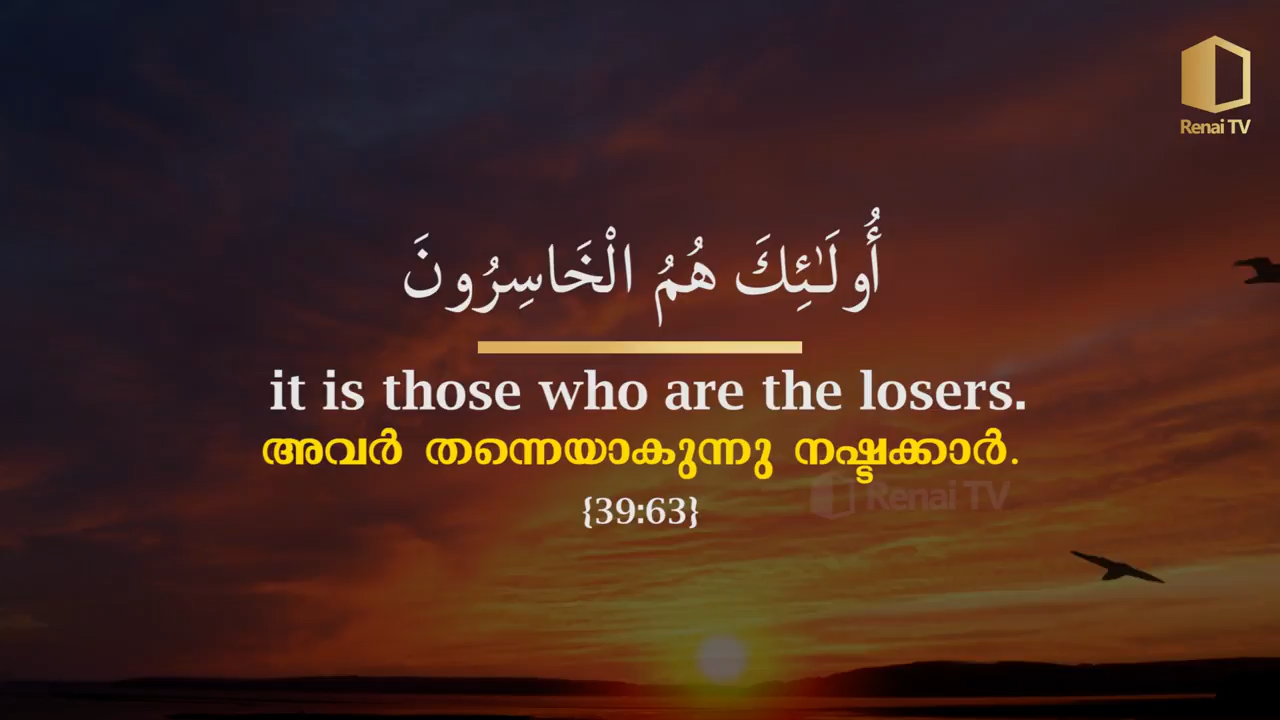 Renai TV
أُولَـٰئِكَ هُمُ الْخَاسِرُونَ
it is those who are the losers.
അവർ തന്നെയാകുന്നു നഷ്ടക്കാർ.
Renai TV
{39:63}